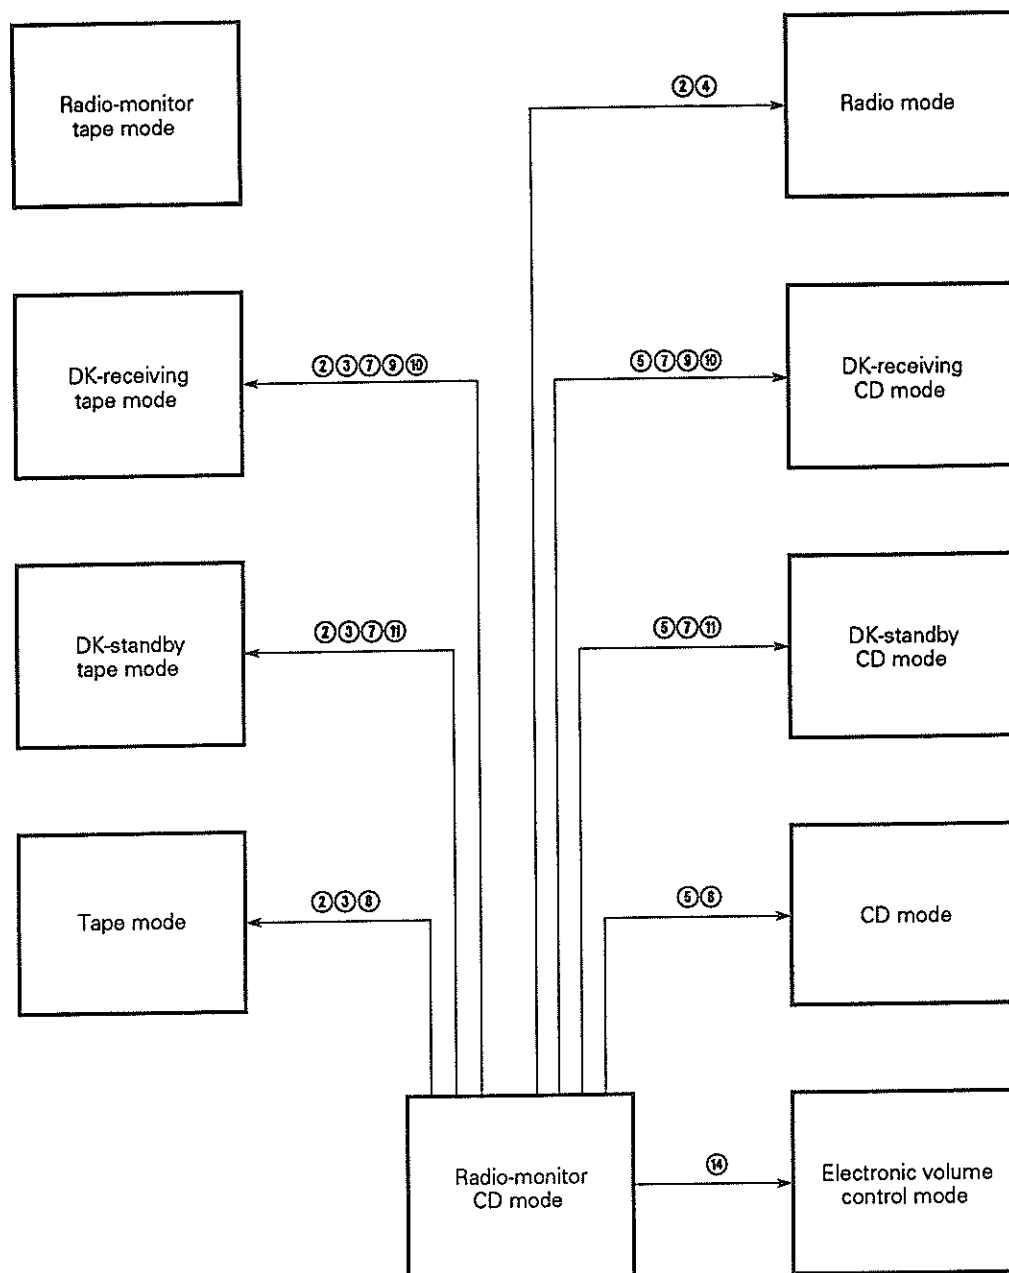 Radio-monitor
tape mode
②④
Radio mode
DK-receiving
tape mode
②③⑦⑨⑩
⑤⑦⑨⑩
DK-receiving
CD mode
DK-standby
tape mode
②③⑦⑪
⑤⑦⑪
DK-standby
CD mode
Tape mode
②③⑧
⑤⑧
CD mode
Radio-monitor
CD mode
⑭
Electronic volume
control mode